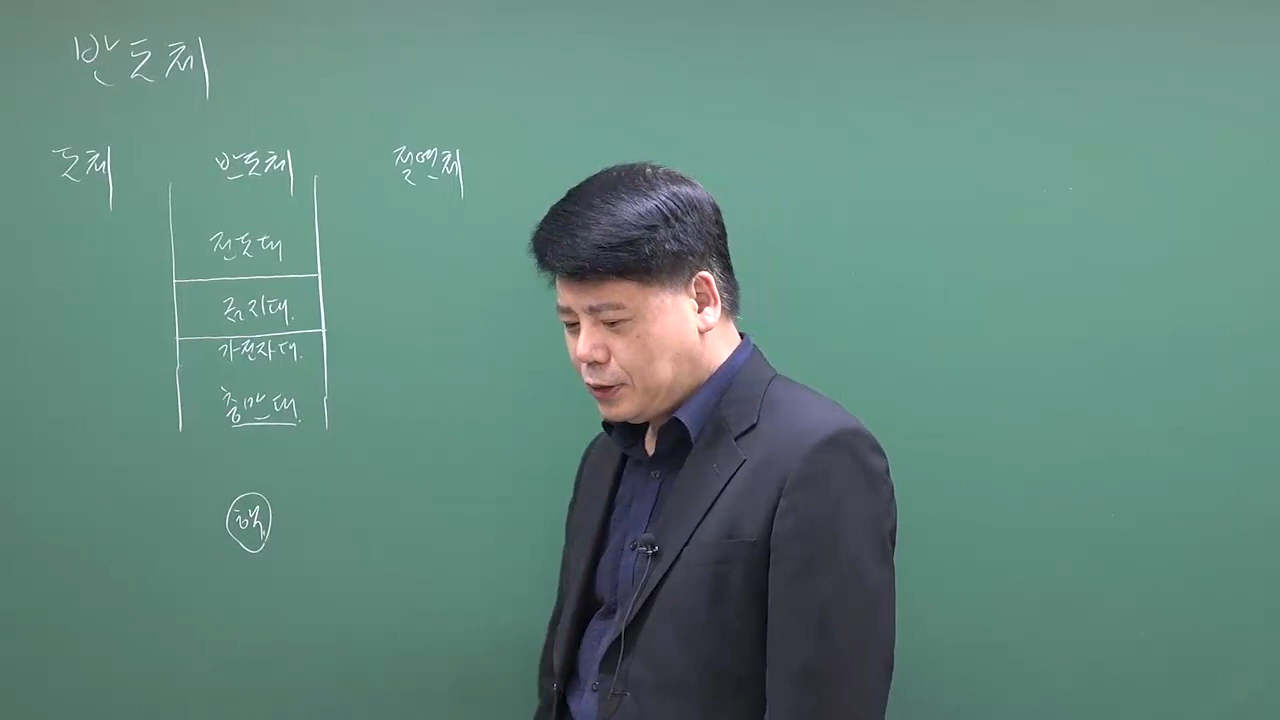 반도체
도체 반도체 절연체
전도대
금지대.
가전자대.
충만대.
핵